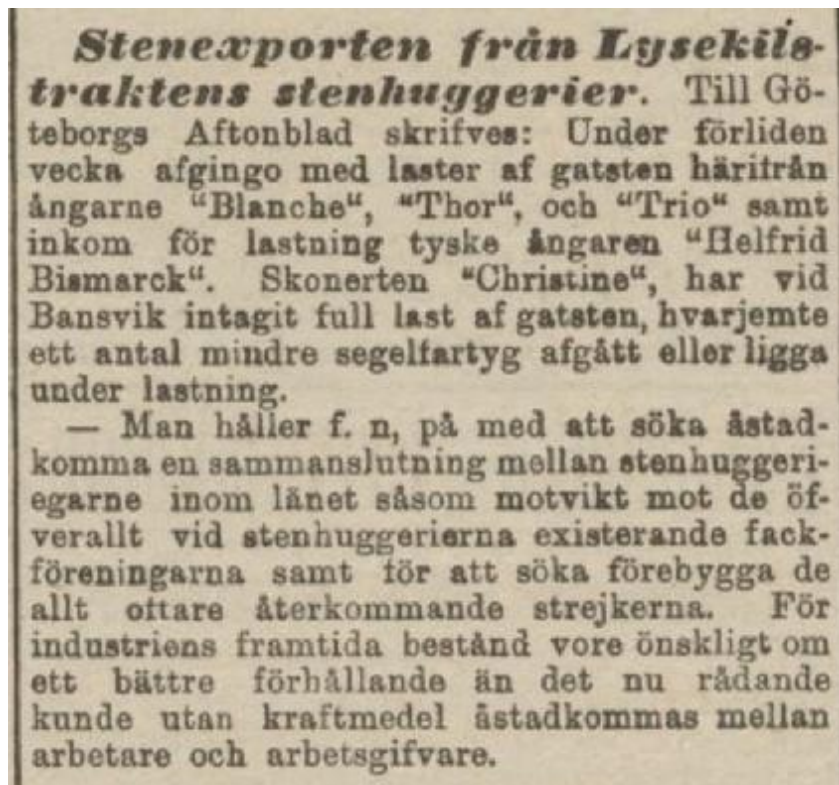 Stenexporten från Lysekils-
traktens stenhuggerier. Till Gö-
teborgs Aftonblad skrifves: Under förliden
vecka afgingo med laster af gatsten härifrån
ångarne “Blanche“, “Thor“, och “Trio“ samt
inkom för lastning tyske ångaren “Helfrid
Bismarck“. Skonerten “Christine“, har vid
Bansvik intagit full last af gatsten, hvarjemte
ett antal mindre segelfartyg afgått eller ligga
under lastning.
— Man håller f. n, på med att söka åstad-
komma en sammanslutning mellan stenhuggeri-
egarne inom länet såsom motvikt mot de öf-
verallt vid stenhuggerierna existerande fack-
föreningarna samt för att söka förebygga de
allt oftare återkommande strejkerna. För
industriens framtida bestånd vore önskligt om
ett bättre förhållande än det nu rådande
kunde utan kraftmedel åstadkommas mellan
arbetare och arbetsgifvare.